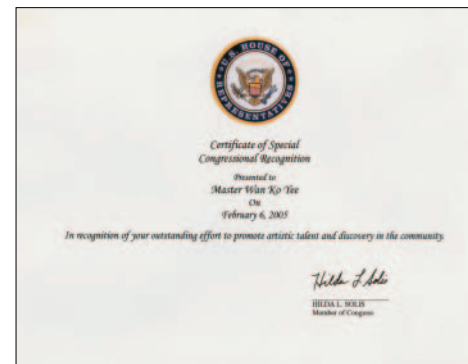 U.S. HOUSE OF REPRESENTATIVES
Certificate of Special
Congressional Recognition
Presented to
Master Wan Ko Yee
On
February 6, 2005
In recognition of your outstanding effort to promote artistic talent and discovery in the community.
Hilda L Solis
HILDA L. SOLIS
Member of Congress